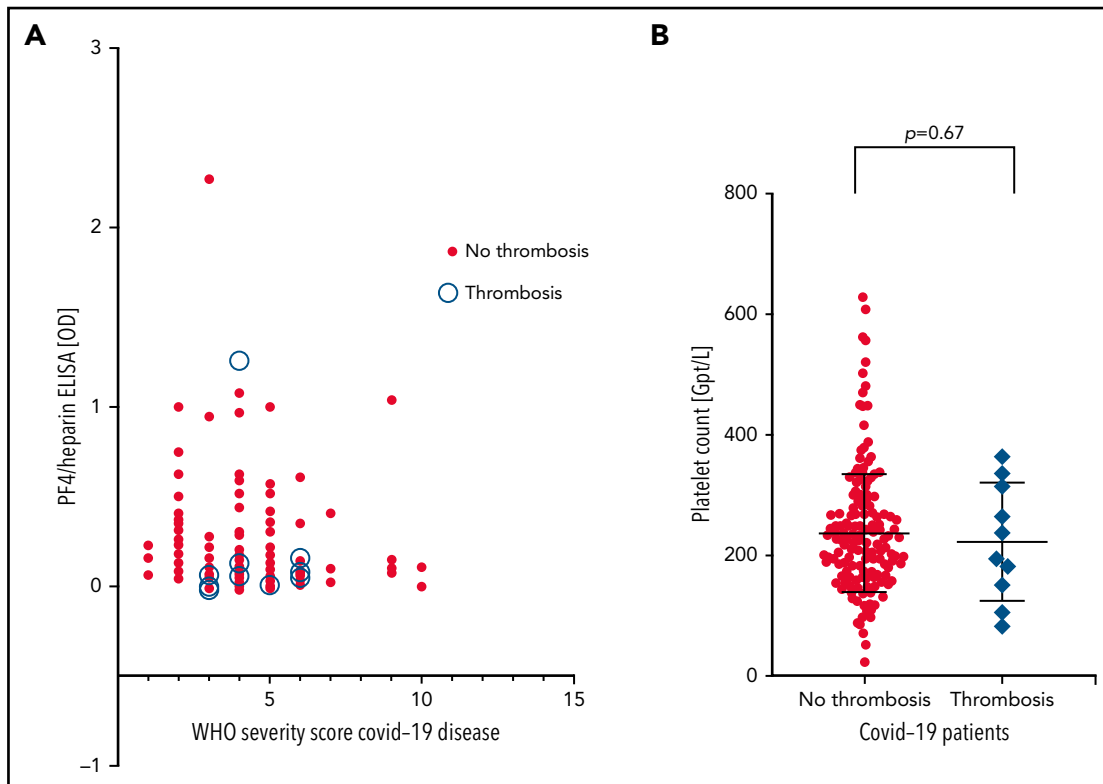 A
3
2
1
0
−1
PF4/heparin ELISA [OD]
No thrombosis
Thrombosis
5
10
15
WHO severity score covid–19 disease
B
p=0.67
800
600
400
200
0
Platelet count [Gpt/L]
No thrombosis
Thrombosis
Covid–19 patients